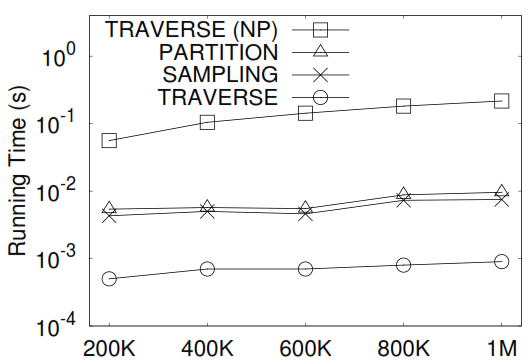 TRAVERSE (NP)
PARTITION
SAMPLING
TRAVERSE
Running Time (s)
10^0
10^-1
10^-2
10^-3
10^-4
200K 400K 600K 800K 1M